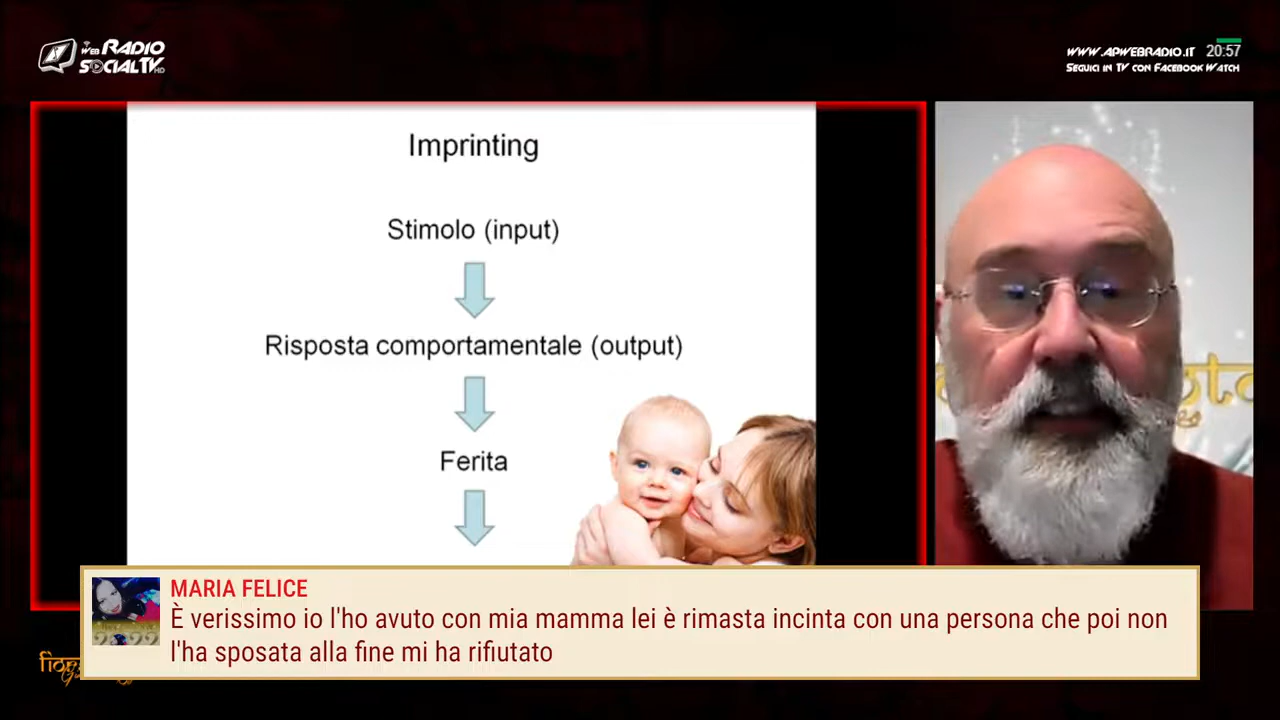 WEB RADIO
SOCIALTV HD
WWW.APWEBRADIO.IT 20:57
SEGUICI IN TV CON FACEBOOK WATCH
Imprinting
Stimolo (input)
Risposta comportamentale (output)
Ferita
MARIA FELICE
È verissimo io l'ho avuto con mia mamma lei è rimasta incinta con una persona che poi non
l'ha sposata alla fine mi ha rifiutato